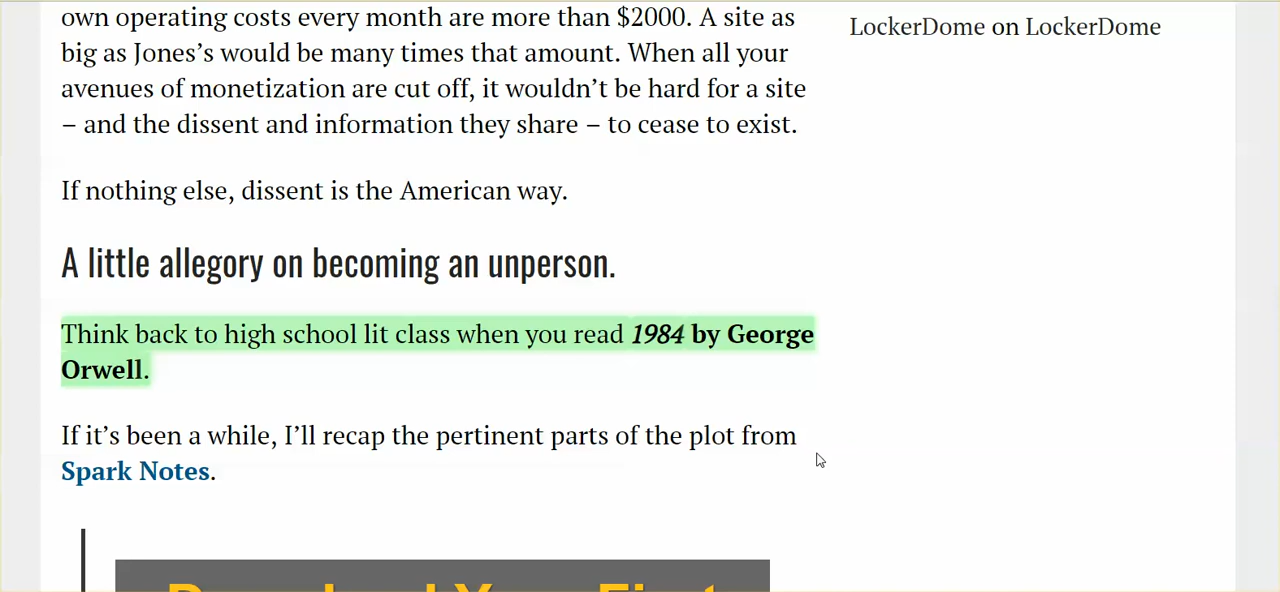 own operating costs every month are more than $2000. A site as
big as Jones’s would be many times that amount. When all your
avenues of monetization are cut off, it wouldn’t be hard for a site
– and the dissent and information they share – to cease to exist.
If nothing else, dissent is the American way.
A little allegory on becoming an unperson.
Think back to high school lit class when you read 1984 by George
Orwell.
If it’s been a while, I’ll recap the pertinent parts of the plot from
Spark Notes.
LockerDome on LockerDome